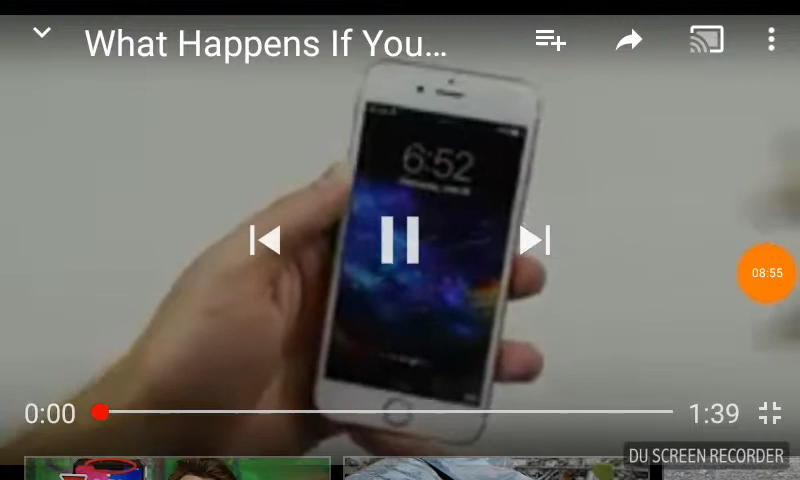 What Happens If You...
6:52
08:55
0:00
1:39
DU SCREEN RECORDER